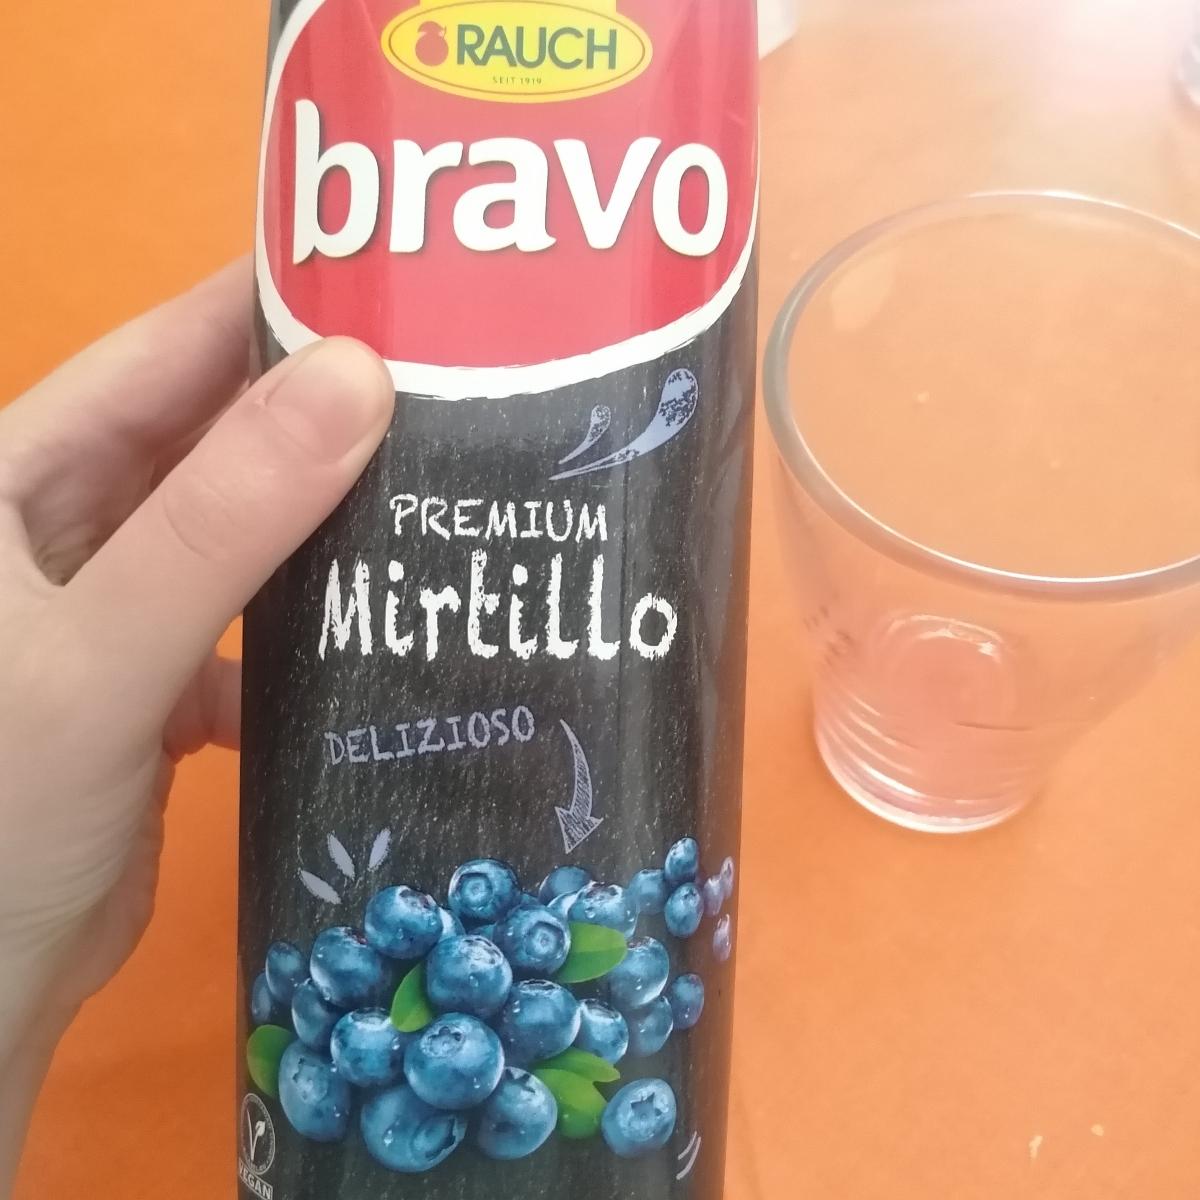 RAUCH
SEIT 1919
bravo
PREMIUM
Mirtillo
DELIZIOSO
VEGAN